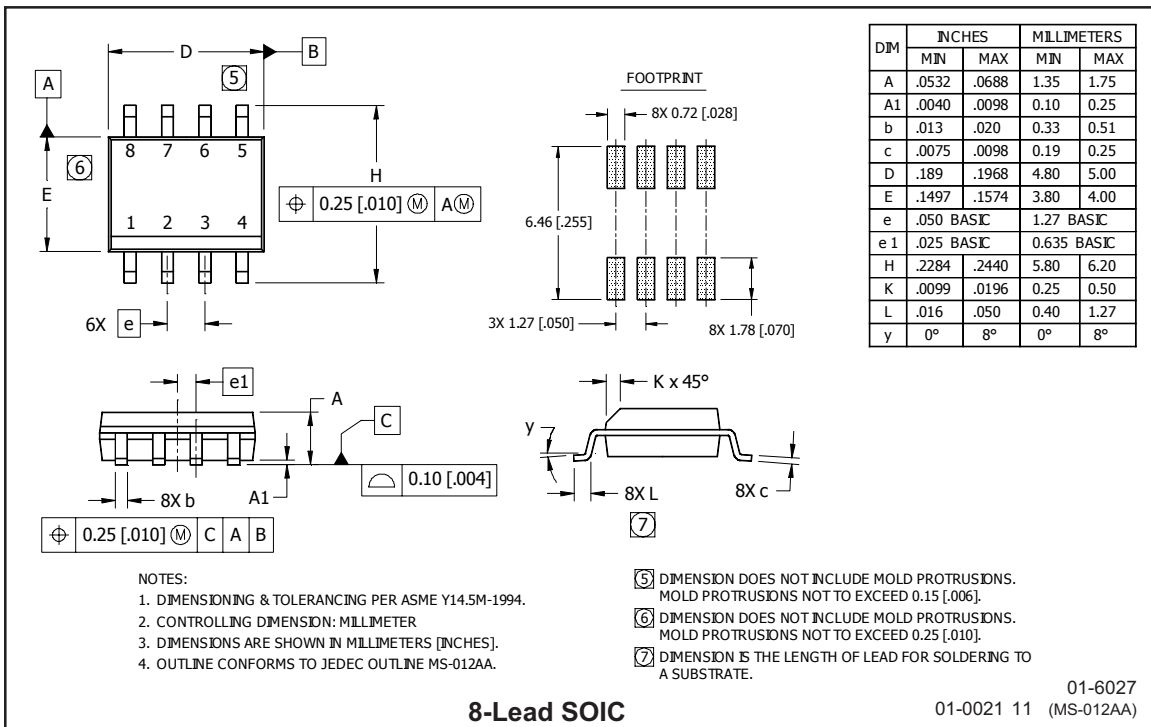 D
B
5
A
8 7 6 5
6
E
H
⌖ 0.25 [.010] Ⓜ AⓂ
1 2 3 4
6X e
FOOTPRINT
8X 0.72 [.028]
6.46 [.255]
3X 1.27 [.050]
8X 1.78 [.070]
DIM INCHES MILLIMETERS
MIN MAX MIN MAX
A .0532 .0688 1.35 1.75
A1 .0040 .0098 0.10 0.25
b .013 .020 0.33 0.51
c .0075 .0098 0.19 0.25
D .189 .1968 4.80 5.00
E .1497 .1574 3.80 4.00
e .050 BASIC 1.27 BASIC
e 1 .025 BASIC 0.635 BASIC
H .2284 .2440 5.80 6.20
K .0099 .0196 0.25 0.50
L .016 .050 0.40 1.27
y 0° 8° 0° 8°
e1
A
C
⌓ 0.10 [.004]
8X b
A1
⌖ 0.25 [.010] Ⓜ C A B
K x 45°
y
8X L
8X c
7
NOTES:
1. DIMENSIONING & TOLERANCING PER ASME Y14.5M-1994.
2. CONTROLLING DIMENSION: MILLIMETER
3. DIMENSIONS ARE SHOWN IN MILLIMETERS [INCHES].
4. OUTLINE CONFORMS TO JEDEC OUTLINE MS-012AA.
5 DIMENSION DOES NOT INCLUDE MOLD PROTRUSIONS.
MOLD PROTRUSIONS NOT TO EXCEED 0.15 [.006].
6 DIMENSION DOES NOT INCLUDE MOLD PROTRUSIONS.
MOLD PROTRUSIONS NOT TO EXCEED 0.25 [.010].
7 DIMENSION IS THE LENGTH OF LEAD FOR SOLDERING TO
A SUBSTRATE.
8-Lead SOIC
01-6027
01-0021 11 (MS-012AA)